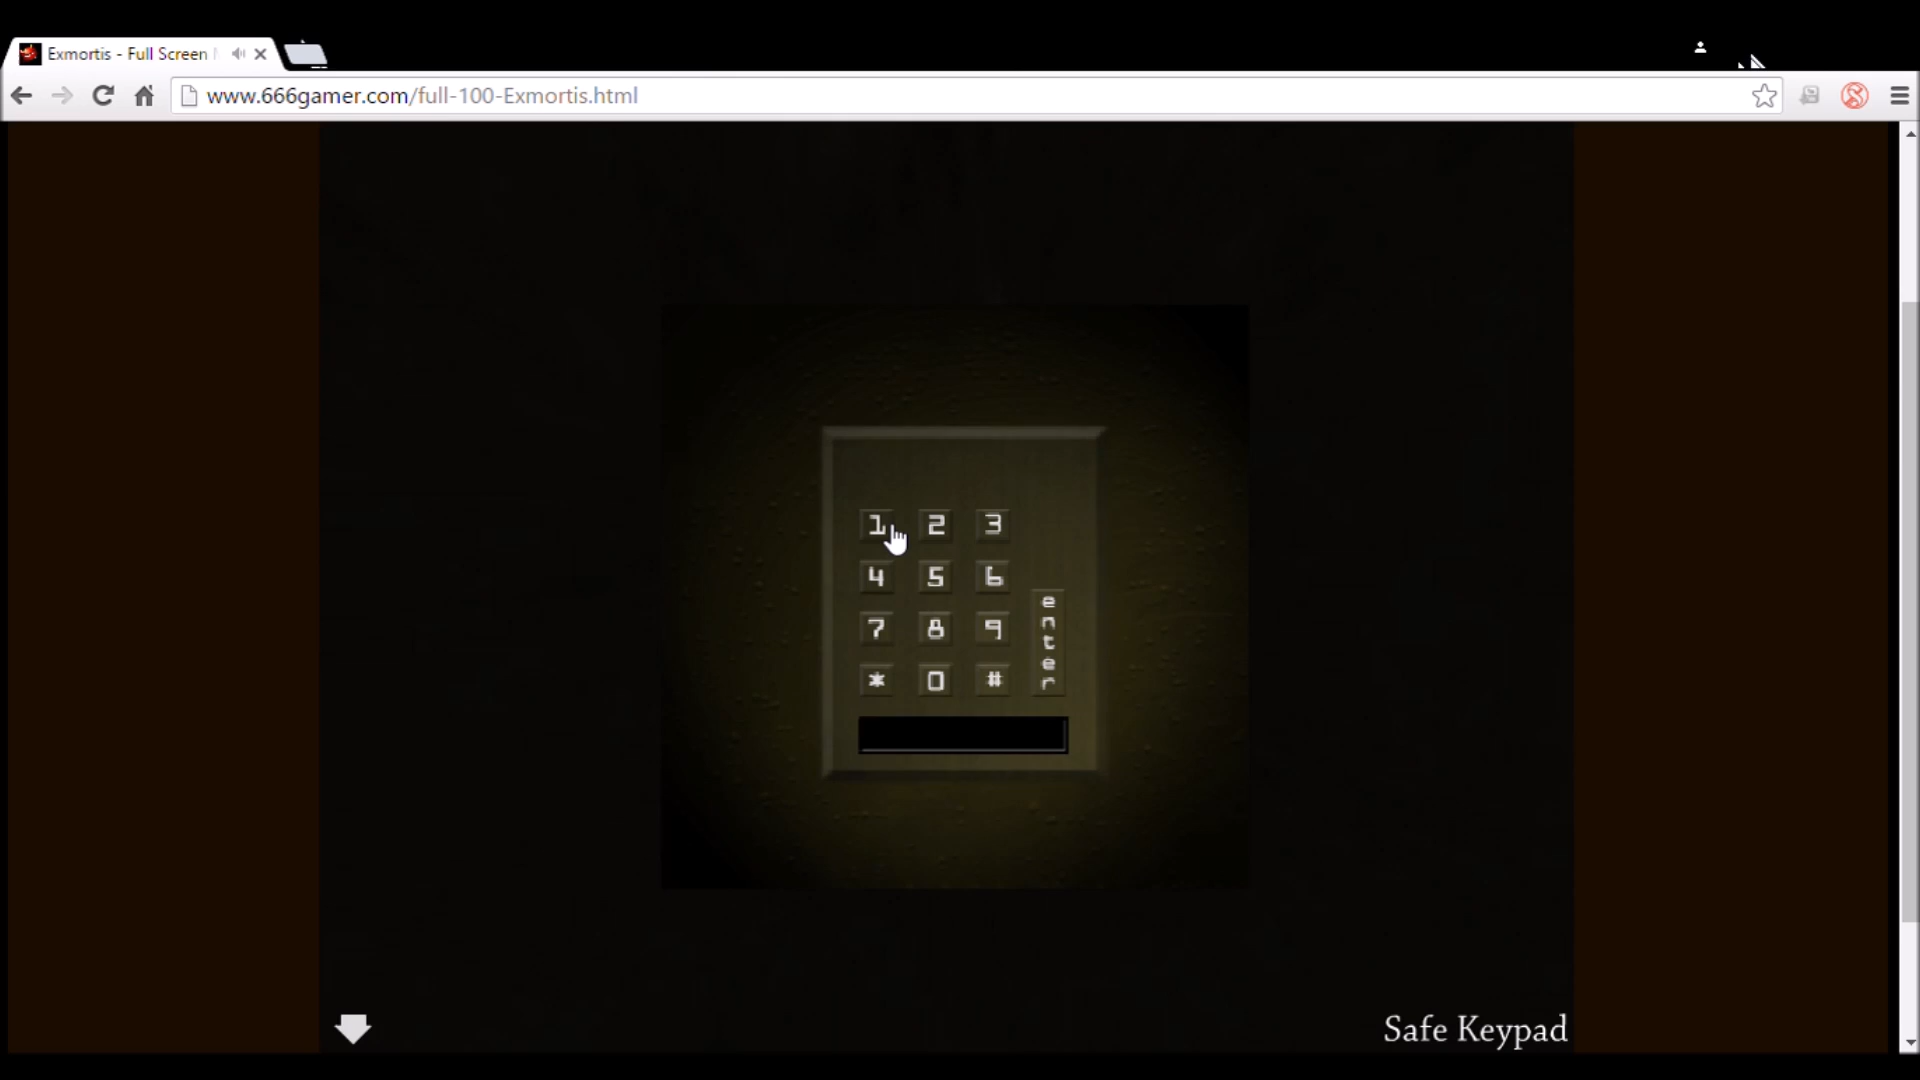 Exmortis - Full Screen
www.666gamer.com/full-100-Exmortis.html
1 2 3
4 5 6
7 8 9
* 0 #
enter
Safe Keypad